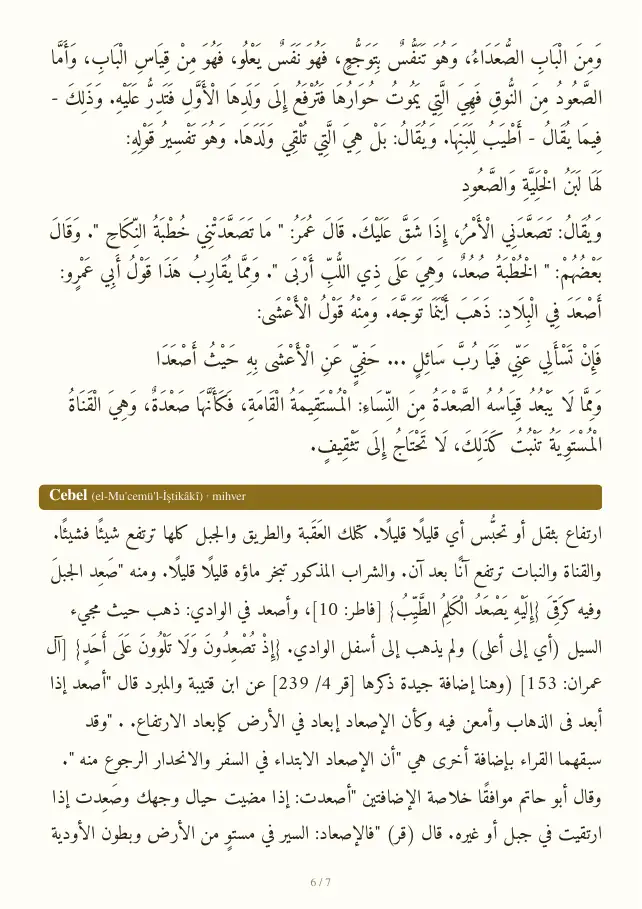 وَمِنَ الْبَابِ الصُّعَدَاءُ، وَهُوَ تَنَفُّسٌ بِتَوَجُّعٍ، فَهُوَ نَفَسٌ يَعْلُو، فَهُوَ مِنْ قِيَاسِ الْبَابِ، وَأَمَّا
الصَّعُودُ مِنَ النُّوقِ فَهِيَ الَّتِي يَمُوتُ حُوَارُهَا فَتُرْفَعُ إِلَى وَلَدِهَا الْأَوَّلِ فَتَدِرُّ عَلَيْهِ. وَذَلِكَ -
فِيمَا يُقَالُ - أَطْيَبُ لِلَبَنِهَا. وَيُقَالُ: بَلْ هِيَ الَّتِي تُلْقِي وَلَدَهَا. وَهُوَ تَفْسِيرُ قَوْلِهِ:
لَهَا لَبَنُ الْخَلِيَّةِ وَالصَّعُودِ
وَيُقَالُ: تَصَعَّدَنِي الْأَمْرُ، إِذَا شَقَّ عَلَيْكَ. قَالَ عُمَرُ: " مَا تَصَعَّدَتْنِي خُطْبَةُ النِّكَاحِ ". وَقَالَ
بَعْضُهُمْ: " الْخُطْبَةُ صُعُدٌ، وَهِيَ عَلَى ذِي اللُّبِّ أَرْبَى ". وَمِمَّا يُقَارِبُ هَذَا قَوْلُ أَبِي عَمْرٍو:
أَصْعَدَ فِي الْبِلَادِ: ذَهَبَ أَيْنَمَا تَوَجَّهَ. وَمِنْهُ قَوْلُ الْأَعْشَى:
فَإِنْ تَسْأَلِي عَنِّي فَيَا رُبَّ سَائِلٍ ... حَفِيٍّ عَنِ الْأَعْشَى بِهِ حَيْثُ أَصْعَدَا
وَمِمَّا لَا يَبْعُدُ قِيَاسُه الصَّعْدَةُ مِنَ النِّسَاءِ: الْمُسْتَقِيمَةُ الْقَامَةِ، فَكَأَنَّهَا صَعْدَةٌ، وَهِيَ الْقَنَاةُ
الْمُسْتَوِيَةُ تَنْبُتُ كَذَلِكَ، لَا تَحْتَاجُ إِلَى تَثْقِيفٍ.
Cebel (el-Mu'cemü'l-İştikâkî) · mihver
ارتفاع بثقل أو تحبُّس أي قليلًا قليلًا. كتلك العَقَبة والطريق والجبل كلها ترتفع شيئًا فشيئًا.
والقناة والنبات ترتفع آنًا بعد آن. والشراب المذكور تبخر ماؤه قليلًا قليلًا. ومنه "صَعِد الجبلَ
وفيه كرَقِىَ {إِلَيْهِ يَصْعَدُ الْكَلِمُ الطَّيِّبُ} [فاطر: 10]، وأصعد في الوادي: ذهب حيث مجيء
السيل (أي إلى أعلى) ولم يذهب إلى أسفل الوادي. {إِذْ تُصْعِدُونَ وَلَا تَلْوُونَ عَلَى أَحَدٍ} [آل
عمران: 153] (وهنا إضافة جيدة ذكرها [قر 4/ 239] عن ابن قتيبة والمبرد قال "أصعد إذا
أبعد فى الذهاب وأمعن فيه وكأن الإصعاد إبعاد في الأرض كإبعاد الارتفاع. . "وقد
سبقهما القراء بإضافة أخرى هي "أن الإصعاد الابتداء في السفر والانحدار الرجوع منه ".
وقال أبو حاتم موافقًا خلاصة الإضافتين "أصعدت: إذا مضيت حيال وجهك وصَعِدت إذا
ارتقيت في جبل أو غيره. قال (قر) "فالإصعاد: السير في مستوٍ من الأرض وبطون الأودية
6 / 7